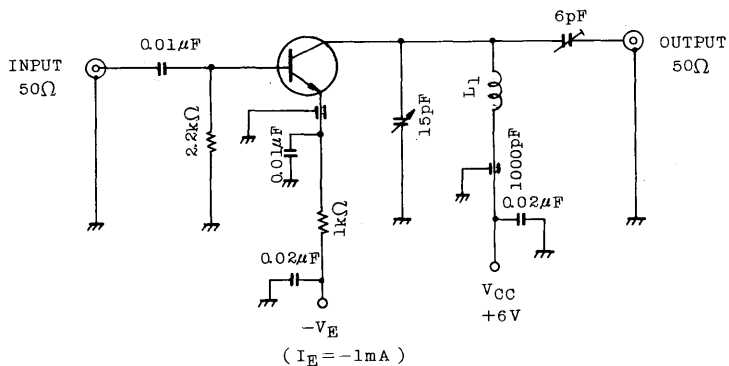 INPUT
50Ω
0.01μF
2.2kΩ
0.01μF
1kΩ
0.02μF
-VE
(IE=-1mA)
15pF
L1
1000pF
0.02μF
VCC
+6V
6pF
OUTPUT
50Ω